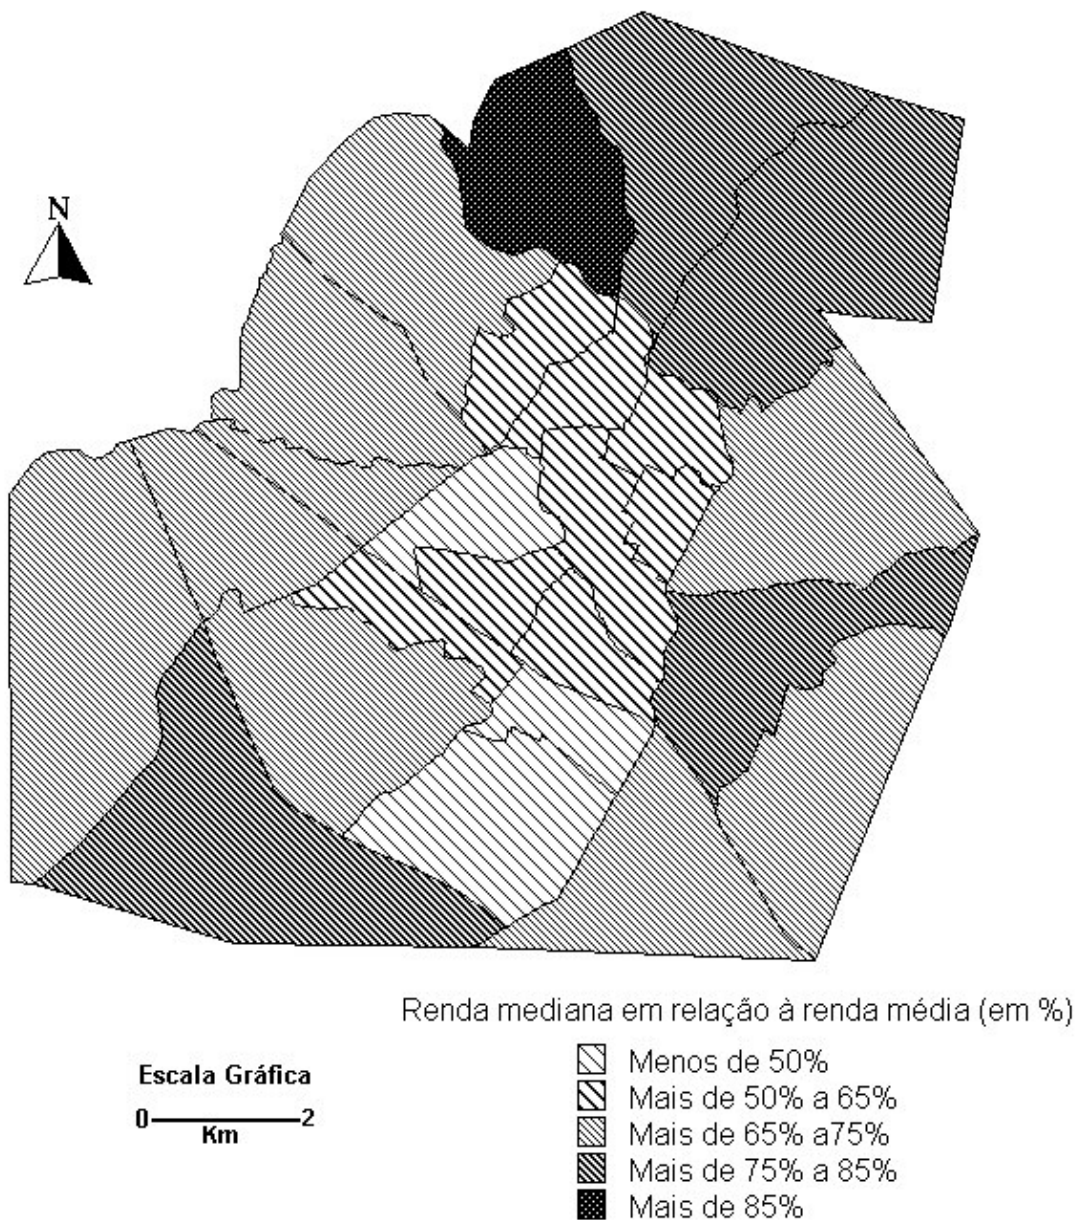 N
Renda mediana em relação à renda média (em %)
Escala Gráfica
0 2
Km
Menos de 50%
Mais de 50% a 65%
Mais de 65% a75%
Mais de 75% a 85%
Mais de 85%